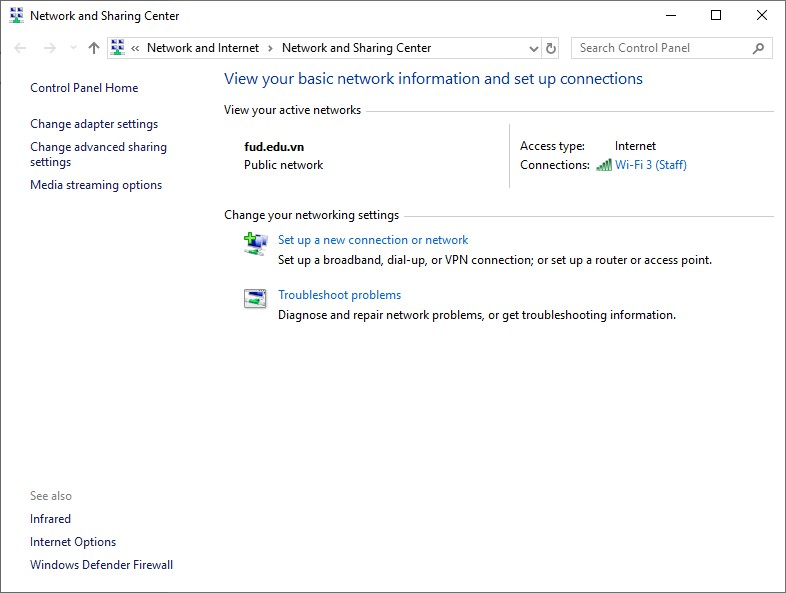 Network and Sharing Center
« Network and Internet > Network and Sharing Center
Search Control Panel
Control Panel Home
Change adapter settings
Change advanced sharing
settings
Media streaming options
View your basic network information and set up connections
View your active networks
fud.edu.vn
Public network
Access type: Internet
Connections: Wi-Fi 3 (Staff)
Change your networking settings
Set up a new connection or network
Set up a broadband, dial-up, or VPN connection; or set up a router or access point.
Troubleshoot problems
Diagnose and repair network problems, or get troubleshooting information.
See also
Infrared
Internet Options
Windows Defender Firewall